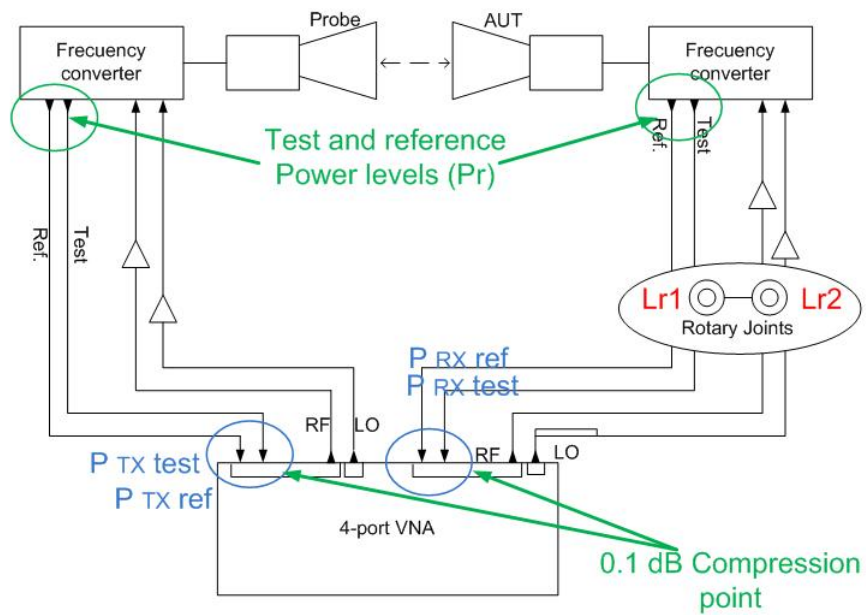 Probe
AUT
Frecuency
converter
Frecuency
converter
Test and reference
Power levels (Pr)
Ref.
Test
Ref.
Test
Lr1
Lr2
Rotary Joints
P RX ref
P RX test
RF
LO
RF
LO
P TX test
P TX ref
4-port VNA
0.1 dB Compression
point